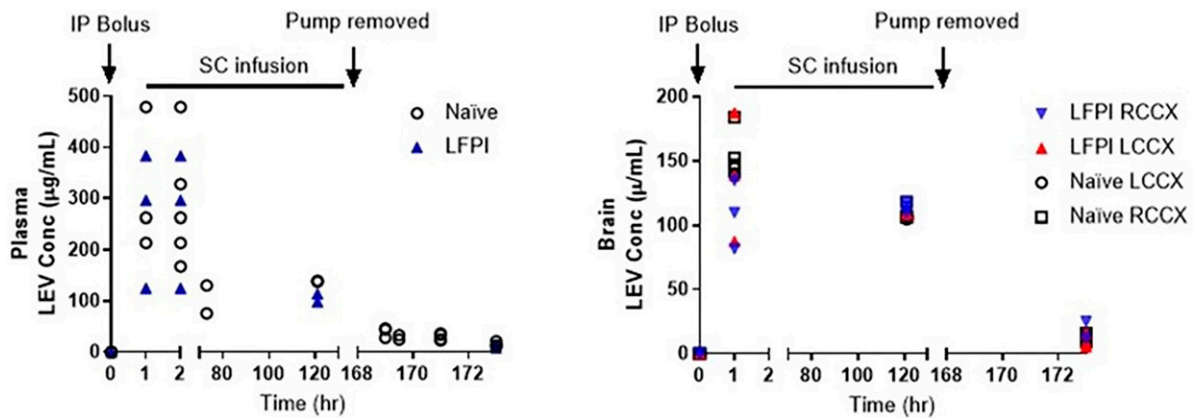 IP Bolus
Pump removed
SC infusion
500
400
300
200
100
0
Plasma
LEV Conc (µg/mL)
Naïve
LFPI
0 1 2 80 100 120 168 170 172
Time (hr)
IP Bolus
Pump removed
SC infusion
200
150
100
50
0
Brain
LEV Conc (µ/mL)
LFPI RCCX
LFPI LCCX
Naïve LCCX
Naïve RCCX
0 1 2 80 100 120 168 170 172
Time (hr)